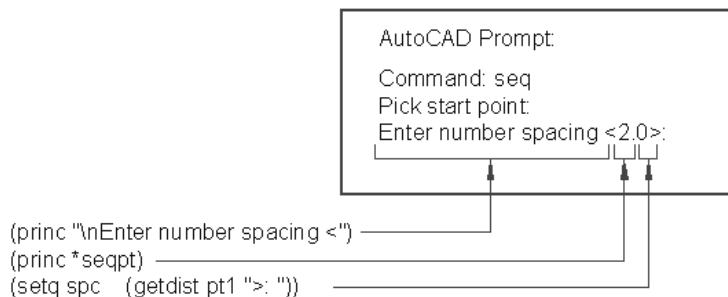 AutoCAD Prompt:
Command: seq
Pick start point:
Enter number spacing <2.0>:
(princ "\nEnter number spacing <")
(princ *seqpt)
(setq spc (getdist pt1 ">: "))